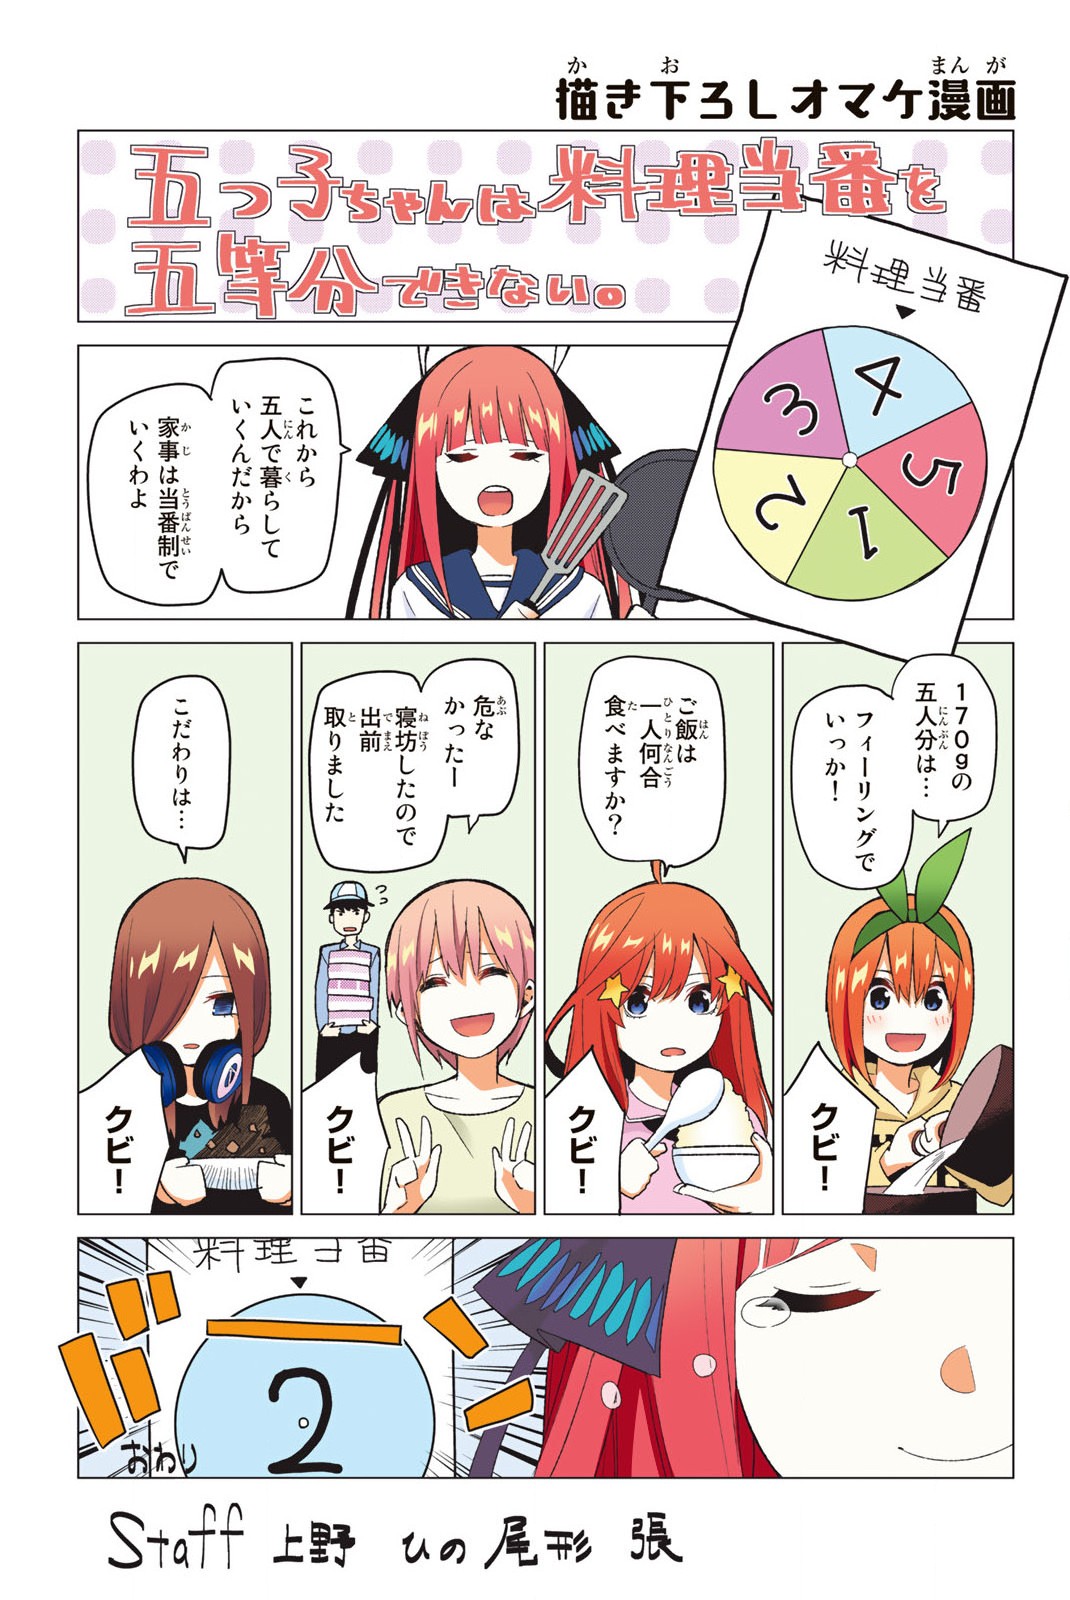 描き下ろしオマケ漫画
五つ子ちゃんは料理当番を
五等分できない。
料理当番
4
3
5
2
1
これから
五人で暮らして
いくんだから
家事は当番制で
いくわよ
170gの
五人分は…
フィーリングで
いっか！
クビ！
ご飯は
一人何合
食べますか？
クビ！
危な
かったー
寝坊したので
出前
取りました
クビ！
こだわりは…
クビ！
料理当番
2
ガーン
おわり
Staff 上野 ひの 尾形 張